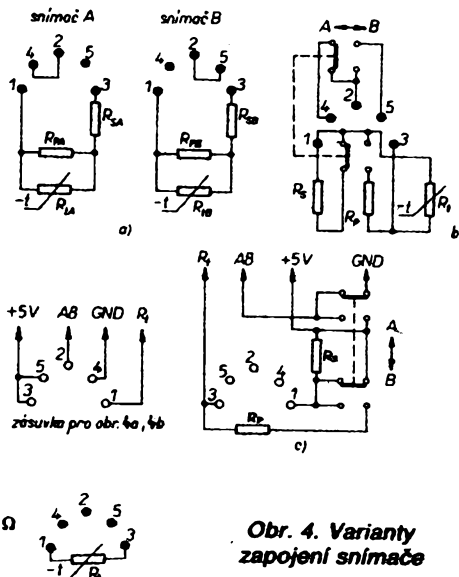 snímač A
snímač B
A B
4 2 5
4 2 5
1 3
1 3
2
4 5
1 3
R_SA
R_SB
R_PA
R_PB
-t R_tA
-t R_tB
R_S R_P -t R_t
a)
b
R_t AB +5V GND
+5V AB GND R_t
A
B
R_S
2
5 4
3 1
5 2 4
3 1
R_P
zásuvka pro obr. 4a, 4b
c)
Ω
4 2 5
1 3
-t
Obr. 4. Varianty
zapojení snímače